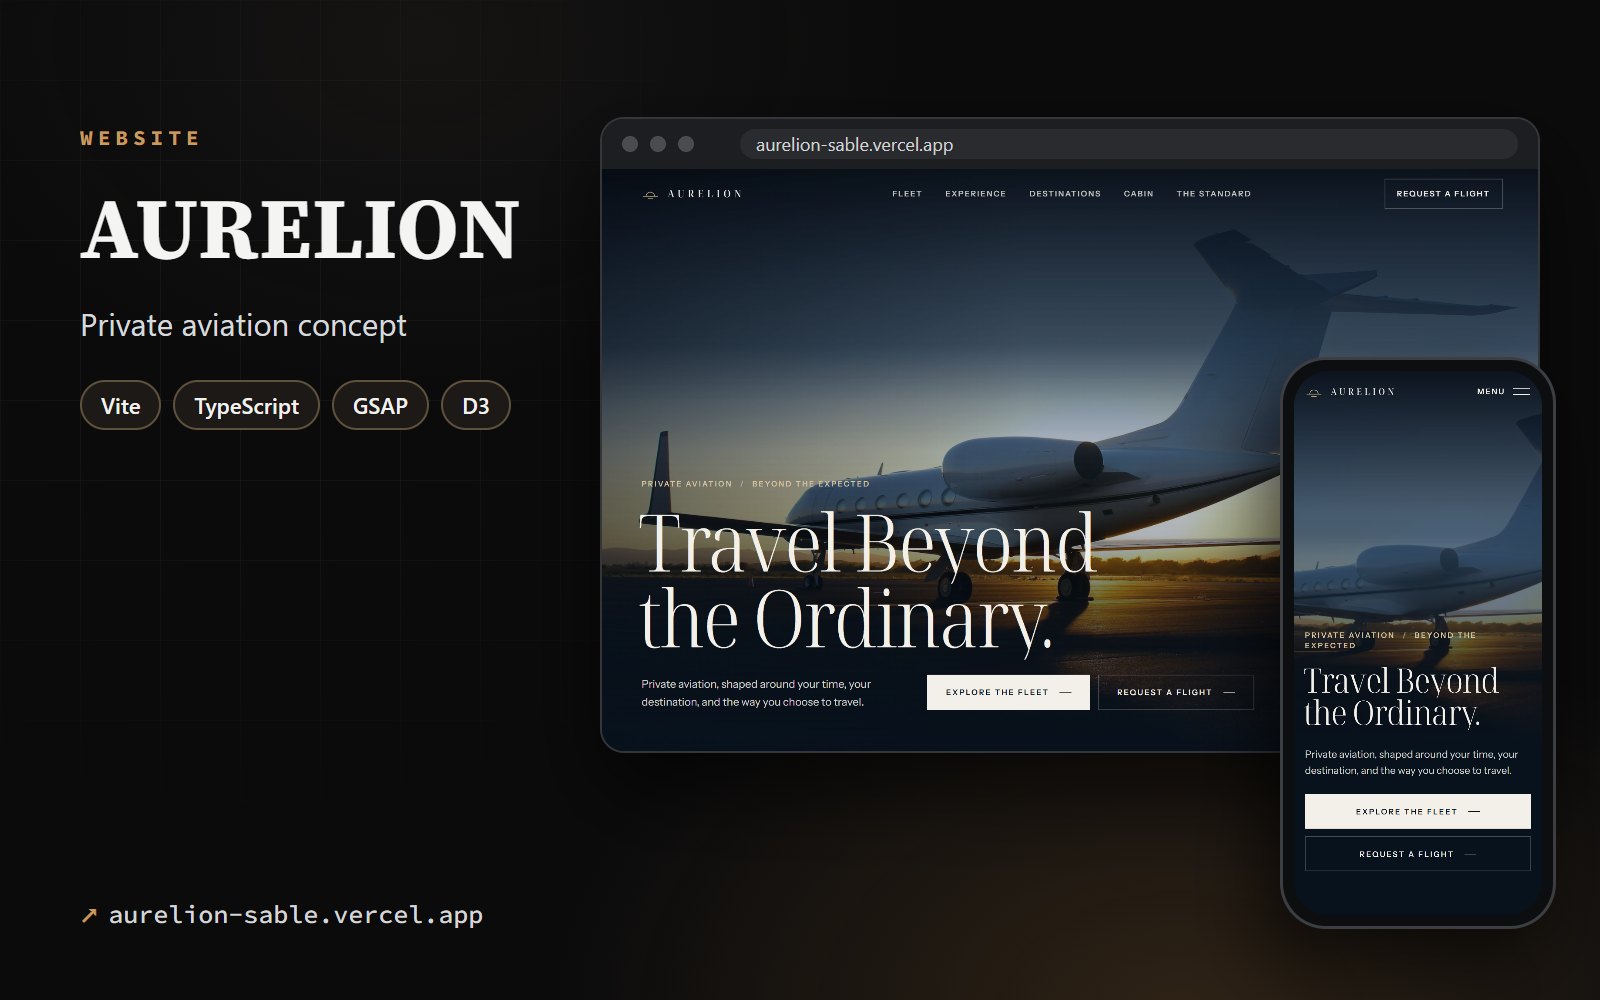 WEBSITE
AURELION
Private aviation concept
Vite
TypeScript
GSAP
D3
↗ aurelion-sable.vercel.app
aurelion-sable.vercel.app
AURELION
FLEET
EXPERIENCE
DESTINATIONS
CABIN
THE STANDARD
REQUEST A FLIGHT
PRIVATE AVIATION / BEYOND THE EXPECTED
Travel Beyond
the Ordinary.
Private aviation, shaped around your time, your
destination, and the way you choose to travel.
EXPLORE THE FLEET —
REQUEST A FLIGHT —
AURELION
MENU
PRIVATE AVIATION / BEYOND THE
EXPECTED
Travel Beyond
the Ordinary.
Private aviation, shaped around your time, your
destination, and the way you choose to travel.
EXPLORE THE FLEET —
REQUEST A FLIGHT —